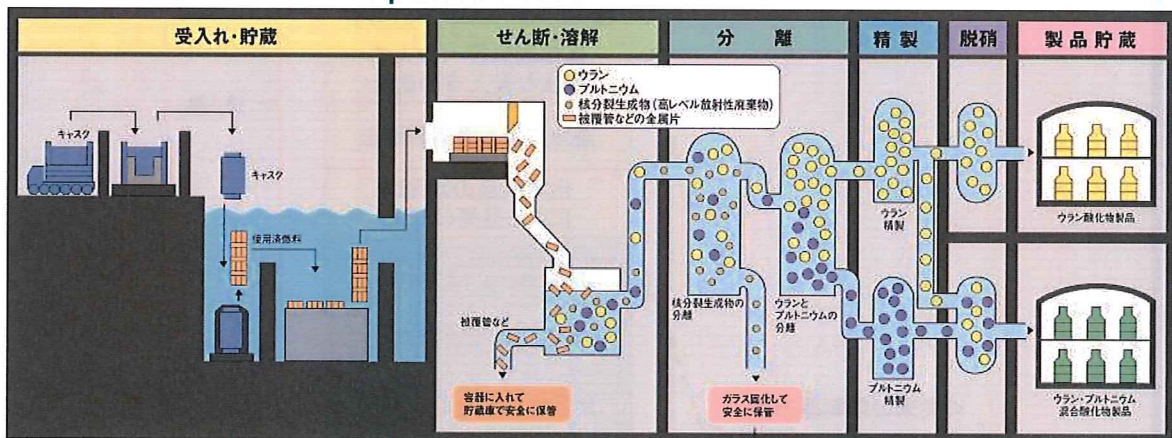 受入れ・貯蔵
せん断・溶解
分離
精製
脱硝
製品貯蔵
ウラン
プルトニウム
核分裂生成物(高レベル放射性廃棄物)
被覆管などの金属片
キャスク
キャスク
使用済燃料
被覆管など
容器に入れて
貯蔵庫で安全に保管
核分裂生成物の
分離
ガラス固化して
安全に保管
ウランと
プルトニウムの
分離
ウラン
精製
プルトニウム
精製
ウラン酸化物製品
ウラン・プルトニウム
混合酸化物製品